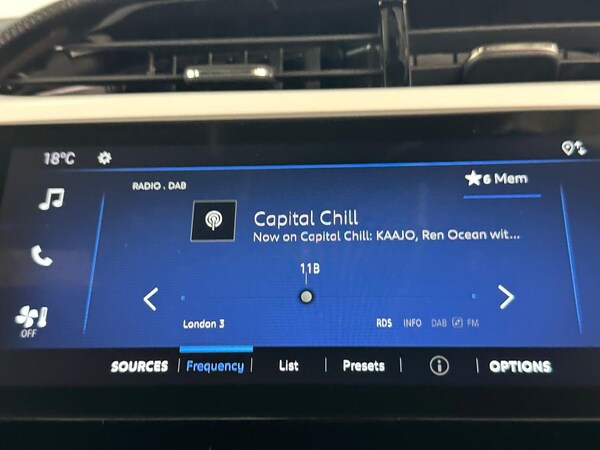 18°C
RADIO . DAB
6 Mem
Capital Chill
Now on Capital Chill: KAAJO, Ren Ocean wit...
11B
London 3
RDS INFO DAB FM
OFF
SOURCES Frequency List Presets i OPTIONS